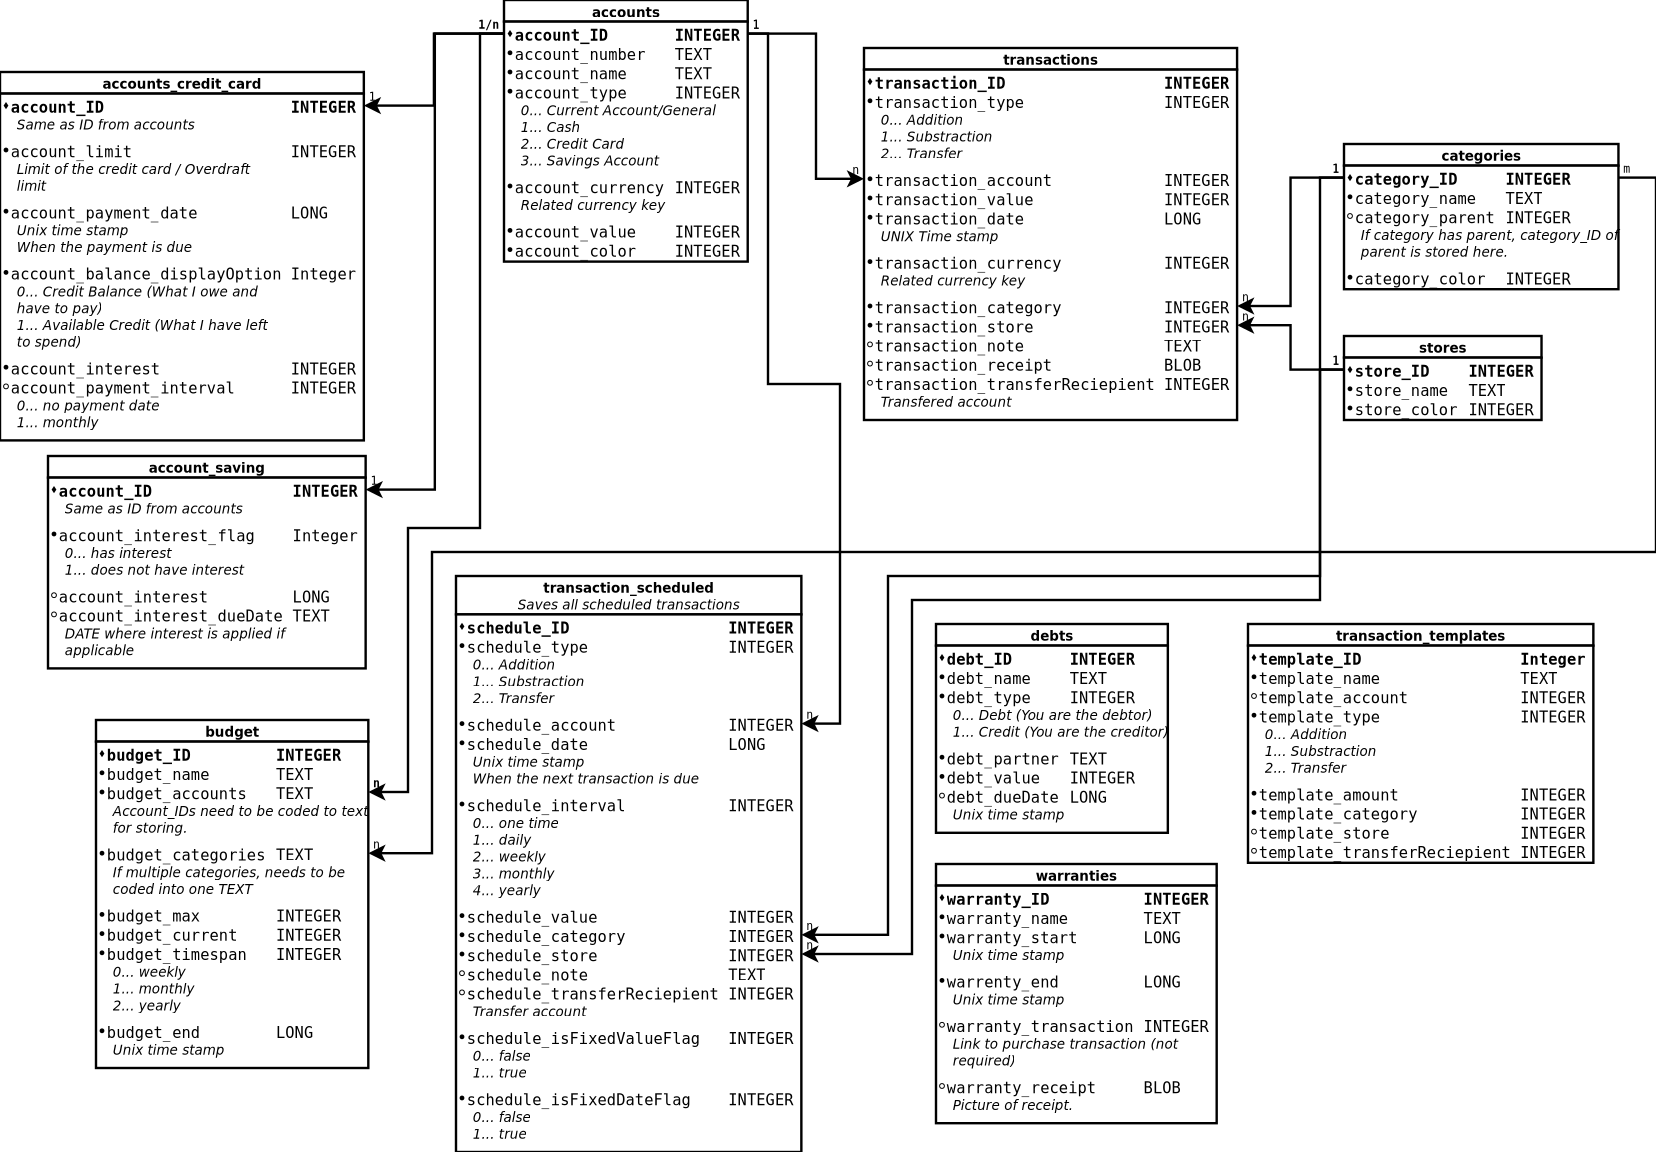 accounts
1/n
1
account_ID INTEGER
account_number TEXT
account_name TEXT
account_type INTEGER
0... Current Account/General
1... Cash
2... Credit Card
3... Savings Account
account_currency INTEGER
Related currency key
account_value INTEGER
account_color INTEGER
accounts_credit_card
1
account_ID INTEGER
Same as ID from accounts
account_limit INTEGER
Limit of the credit card / Overdraft
limit
account_payment_date LONG
Unix time stamp
When the payment is due
account_balance_displayOption Integer
0... Credit Balance (What I owe and
have to pay)
1... Available Credit (What I have left
to spend)
account_interest INTEGER
account_payment_interval INTEGER
0... no payment date
1... monthly
transactions
transaction_ID INTEGER
transaction_type INTEGER
0... Addition
1... Substraction
2... Transfer
n
transaction_account INTEGER
transaction_value INTEGER
transaction_date LONG
UNIX Time stamp
transaction_currency INTEGER
Related currency key
n
transaction_category INTEGER
n
transaction_store INTEGER
transaction_note TEXT
transaction_receipt BLOB
transaction_transferReciepient INTEGER
Transfered account
categories
1
m
category_ID INTEGER
category_name TEXT
category_parent INTEGER
If category has parent, category_ID of
parent is stored here.
category_color INTEGER
stores
1
store_ID INTEGER
store_name TEXT
store_color INTEGER
account_saving
1
account_ID INTEGER
Same as ID from accounts
account_interest_flag Integer
0... has interest
1... does not have interest
account_interest LONG
account_interest_dueDate TEXT
DATE where interest is applied if
applicable
budget
budget_ID INTEGER
budget_name TEXT
n
budget_accounts TEXT
Account_IDs need to be coded to text
for storing.
n
budget_categories TEXT
If multiple categories, needs to be
coded into one TEXT
budget_max INTEGER
budget_current INTEGER
budget_timespan INTEGER
0... weekly
1... monthly
2... yearly
budget_end LONG
Unix time stamp
transaction_scheduled
Saves all scheduled transactions
schedule_ID INTEGER
schedule_type INTEGER
0... Addition
1... Substraction
2... Transfer
n
schedule_account INTEGER
schedule_date LONG
Unix time stamp
When the next transaction is due
schedule_interval INTEGER
0... one time
1... daily
2... weekly
3... monthly
4... yearly
schedule_value INTEGER
n
schedule_category INTEGER
n
schedule_store INTEGER
schedule_note TEXT
schedule_transferReciepient INTEGER
Transfer account
schedule_isFixedValueFlag INTEGER
0... false
1... true
schedule_isFixedDateFlag INTEGER
0... false
1... true
debts
debt_ID INTEGER
debt_name TEXT
debt_type INTEGER
0... Debt (You are the debtor)
1... Credit (You are the creditor)
debt_partner TEXT
debt_value INTEGER
debt_dueDate LONG
Unix time stamp
transaction_templates
template_ID Integer
template_name TEXT
template_account INTEGER
template_type INTEGER
0... Addition
1... Substraction
2... Transfer
template_amount INTEGER
template_category INTEGER
template_store INTEGER
template_transferReciepient INTEGER
warranties
warranty_ID INTEGER
warranty_name TEXT
warranty_start LONG
Unix time stamp
warrenty_end LONG
Unix time stamp
warranty_transaction INTEGER
Link to purchase transaction (not
required)
warranty_receipt BLOB
Picture of receipt.